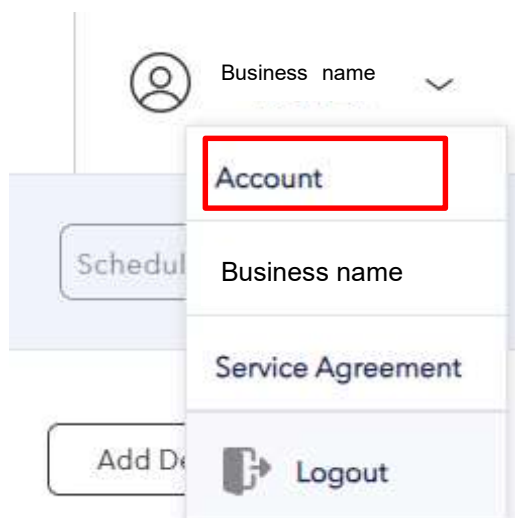 Business name
Account
Schedul
Business name
Service Agreement
Add De
Logout